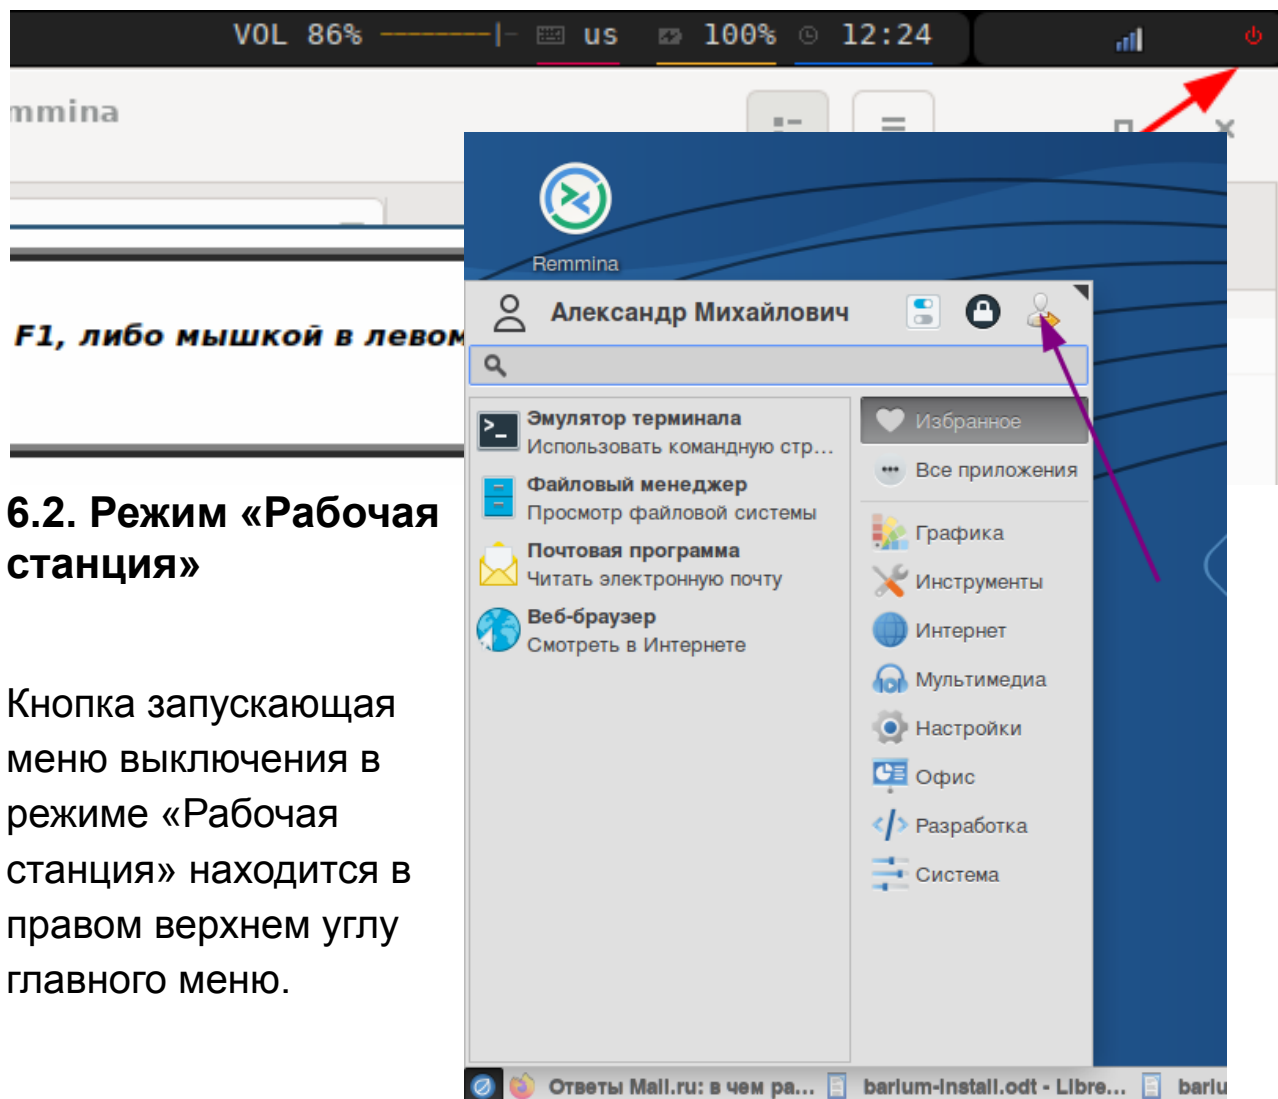 VOL 86% us 100% 12:24
mmina
Remmina
F1, либо мышкой в левом
Александр Михайлович
Эмулятор терминала
Использовать командную стр...
Файловый менеджер
Просмотр файловой системы
Почтовая программа
Читать электронную почту
Веб-браузер
Смотреть в Интернете
Избранное
Все приложения
Графика
Инструменты
Интернет
Мультимедиа
Настройки
Офис
Разработка
Система
6.2. Режим «Рабочая
станция»
Кнопка запускающая
меню выключения в
режиме «Рабочая
станция» находится в
правом верхнем углу
главного меню.
Ответы Mail.ru: в чем ра... barium-install.odt - Libre... bariu